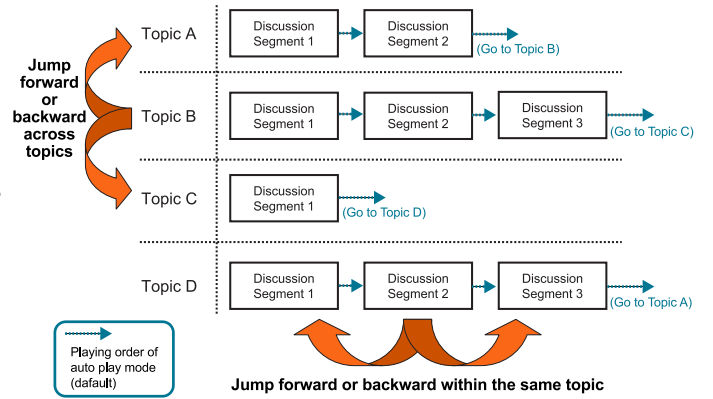 Topic A
Discussion
Segment 1
Discussion
Segment 2
(Go to Topic B)
Jump
forward
or
backward
across
topics
Topic B
Discussion
Segment 1
Discussion
Segment 2
Discussion
Segment 3
(Go to Topic C)
Topic C
Discussion
Segment 1
(Go to Topic D)
Topic D
Discussion
Segment 1
Discussion
Segment 2
Discussion
Segment 3
(Go to Topic A)
Playing order of
auto play mode
(dafault)
Jump forward or backward within the same topic